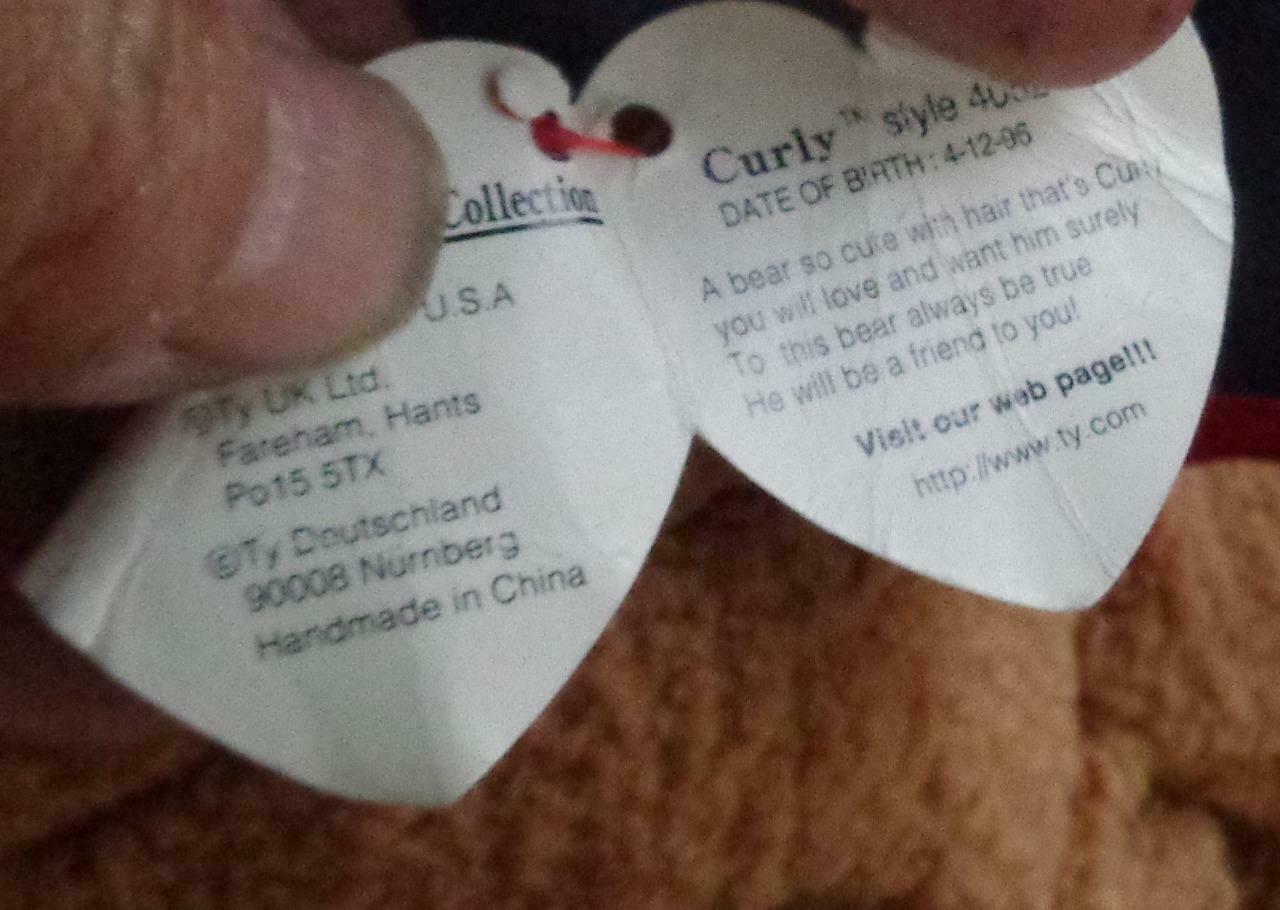 Collection
U.S.A
©Ty UK Ltd.
Fareham, Hants
Po15 5TX
©Ty Deutschland
90008 Nürnberg
Handmade in China
Curly™ style
DATE OF BIRTH : 4-12-96
A bear so cute with hair that's Curly
you will love and want him surely
To this bear always be true
He will be a friend to you!
Visit our web page!!!
http://www.ty.com